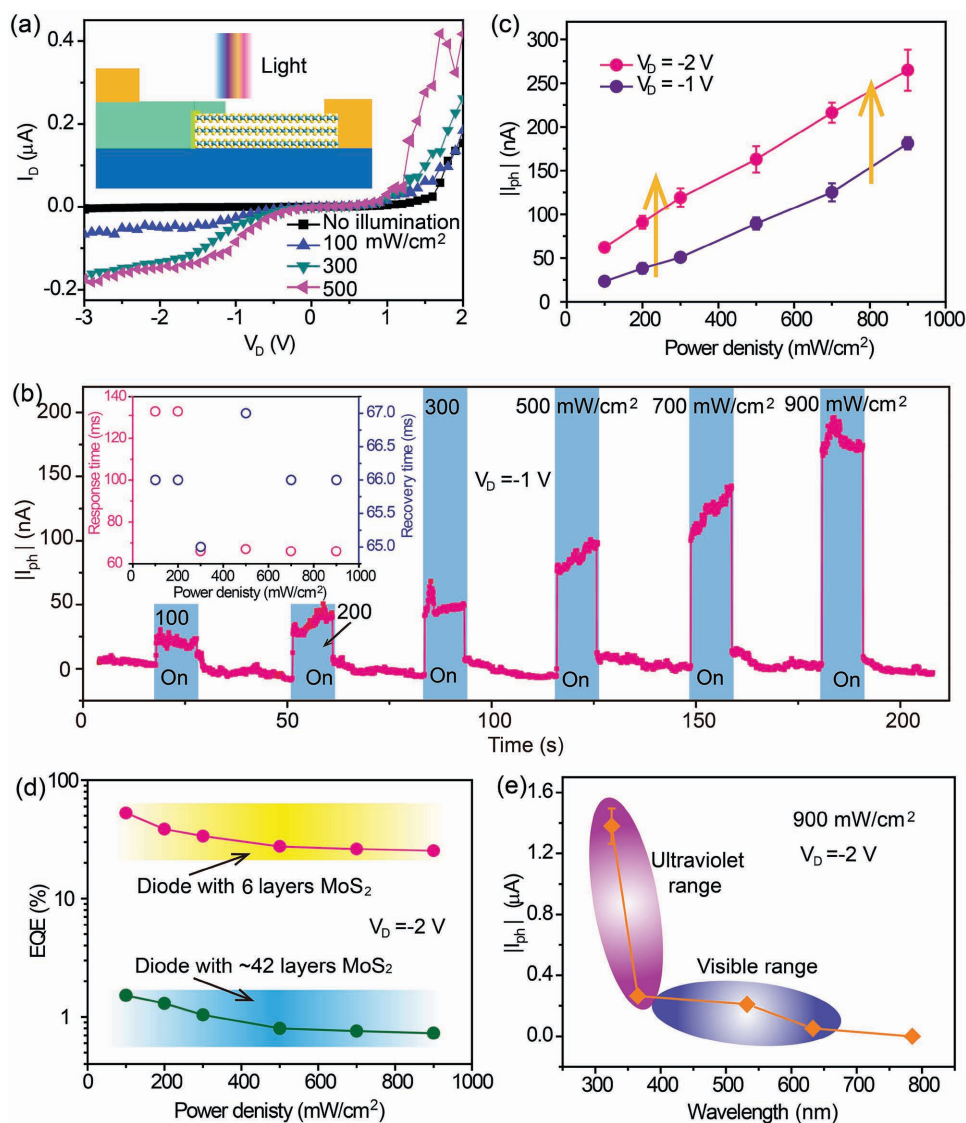 (a)
0.4
0.2
0.0
-0.2
I_D (μA)
Light
No illumination
100 mW/cm²
300
500
-3
-2
-1
0
1
2
V_D (V)
(c)
300
250
200
150
100
50
0
|I_ph| (nA)
V_D = -2 V
V_D = -1 V
0
200
400
600
800
1000
Power denisty (mW/cm²)
(b)
200
150
100
50
0
|I_ph| (nA)
140
120
100
80
60
Response time (ms)
67.0
66.5
66.0
65.5
65.0
Recovery time (ms)
0 200 400 600 800 1000
Power denisty (mW/cm²)
300
500 mW/cm²
700 mW/cm²
900 mW/cm²
V_D =-1 V
100
200
On
On
On
On
On
On
0
50
100
150
200
Time (s)
(d)
100
10
1
EQE (%)
Diode with 6 layers MoS₂
V_D =-2 V
Diode with ~42 layers MoS₂
0
200
400
600
800
1000
Power denisty (mW/cm²)
(e)
1.6
1.2
0.8
0.4
0.0
|I_ph| (μA)
900 mW/cm²
V_D =-2 V
Ultraviolet
range
Visible range
300
400
500
600
700
800
Wavelength (nm)